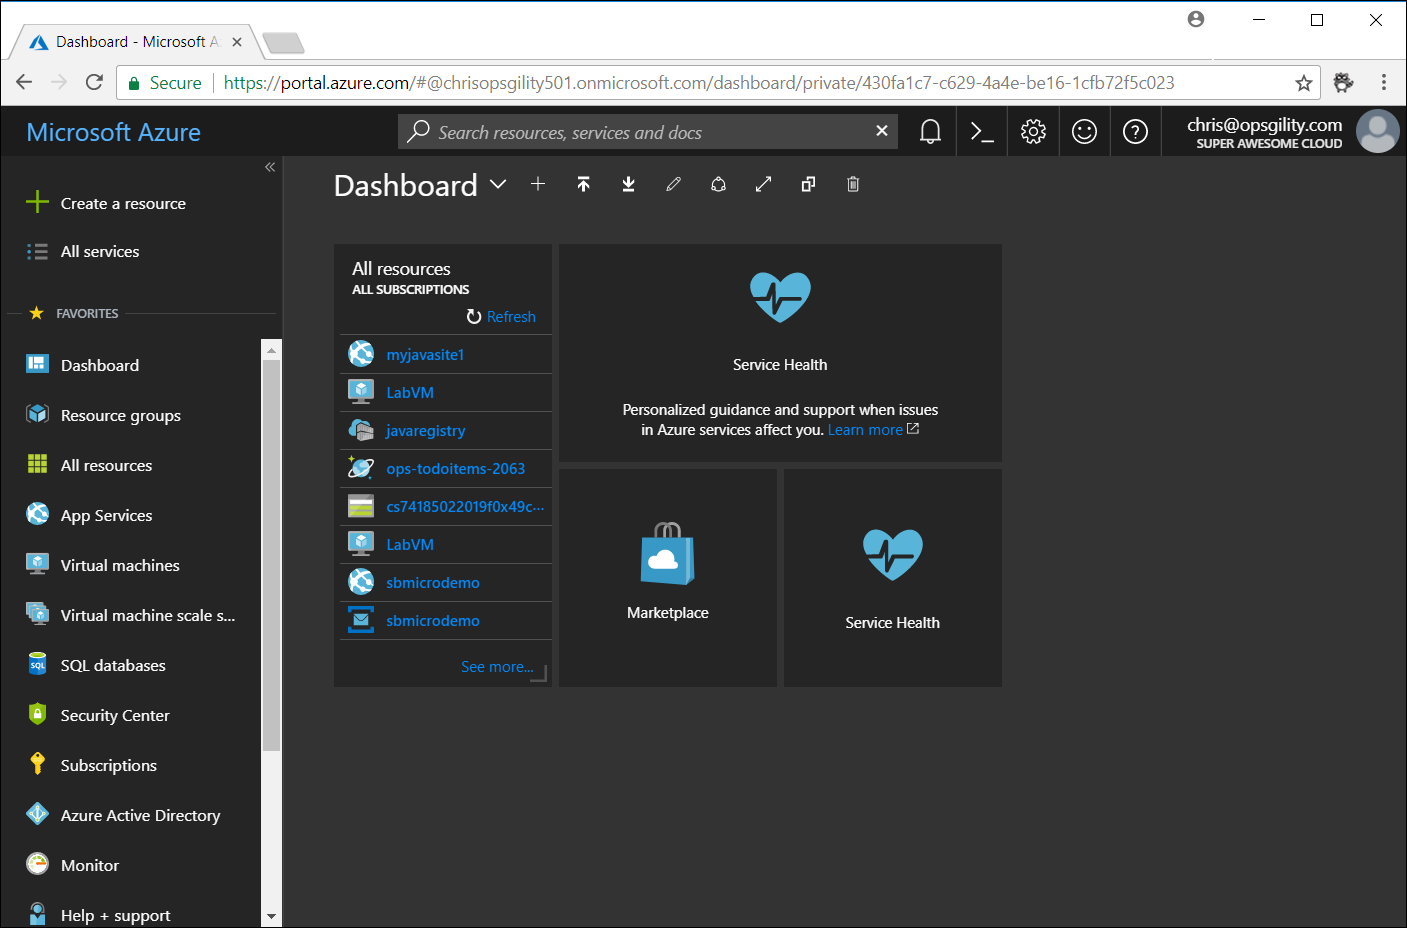 Dashboard - Microsoft A
Secure
https://portal.azure.com/#@chrisopsgility501.onmicrosoft.com/dashboard/private/430fa1c7-c629-4a4e-be16-1cfb72f5c023
Microsoft Azure
Search resources, services and docs
chris@opsgility.com
SUPER AWESOME CLOUD
Create a resource
All services
FAVORITES
Dashboard
Resource groups
All resources
App Services
Virtual machines
Virtual machine scale s...
SQL databases
Security Center
Subscriptions
Azure Active Directory
Monitor
Help + support
Dashboard
All resources
ALL SUBSCRIPTIONS
Refresh
myjavasite1
LabVM
javaregistry
ops-todoitems-2063
cs74185022019f0x49c...
LabVM
sbmicrodemo
sbmicrodemo
See more...
Service Health
Personalized guidance and support when issues
in Azure services affect you. Learn more
Marketplace
Service Health